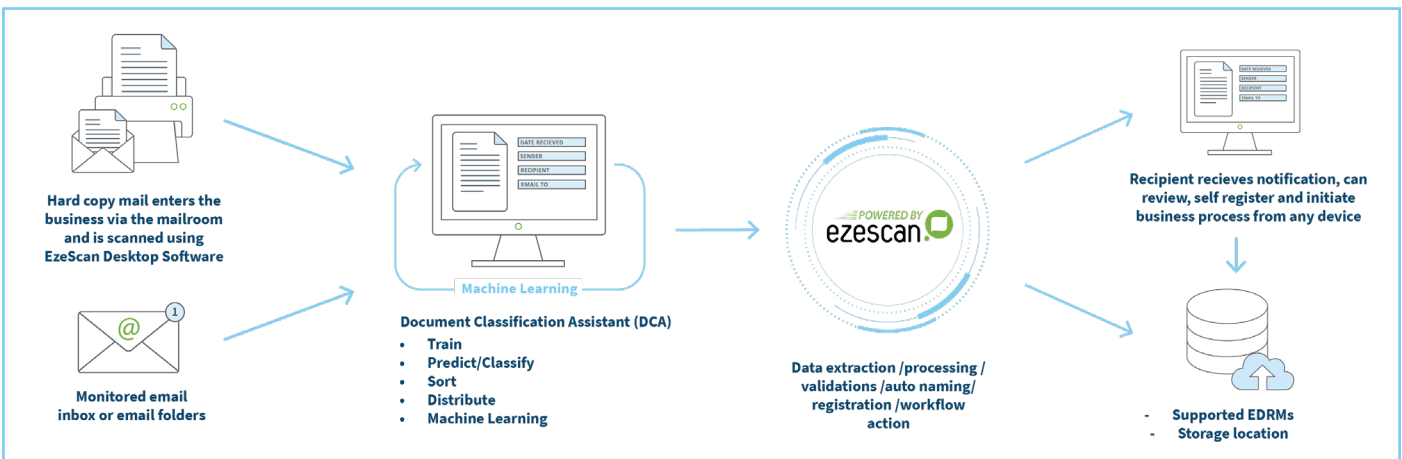 Hard copy mail enters the
business via the mailroom
and is scanned using
EzeScan Desktop Software
@
1
Monitored email
inbox or email folders
DATE RECIEVED
SENDER
RECIPIENT
EMAIL TO
Machine Learning
Document Classification Assistant (DCA)
• Train
• Predict/Classify
• Sort
• Distribute
• Machine Learning
POWERED BY
ezescan
Data extraction /processing /
validations /auto naming/
registration /workflow
action
DATE RECIEVED
SENDER
RECIPIENT
EMAIL TO
Recipient recieves notification, can
review, self register and initiate
business process from any device
- Supported EDRMs
- Storage location